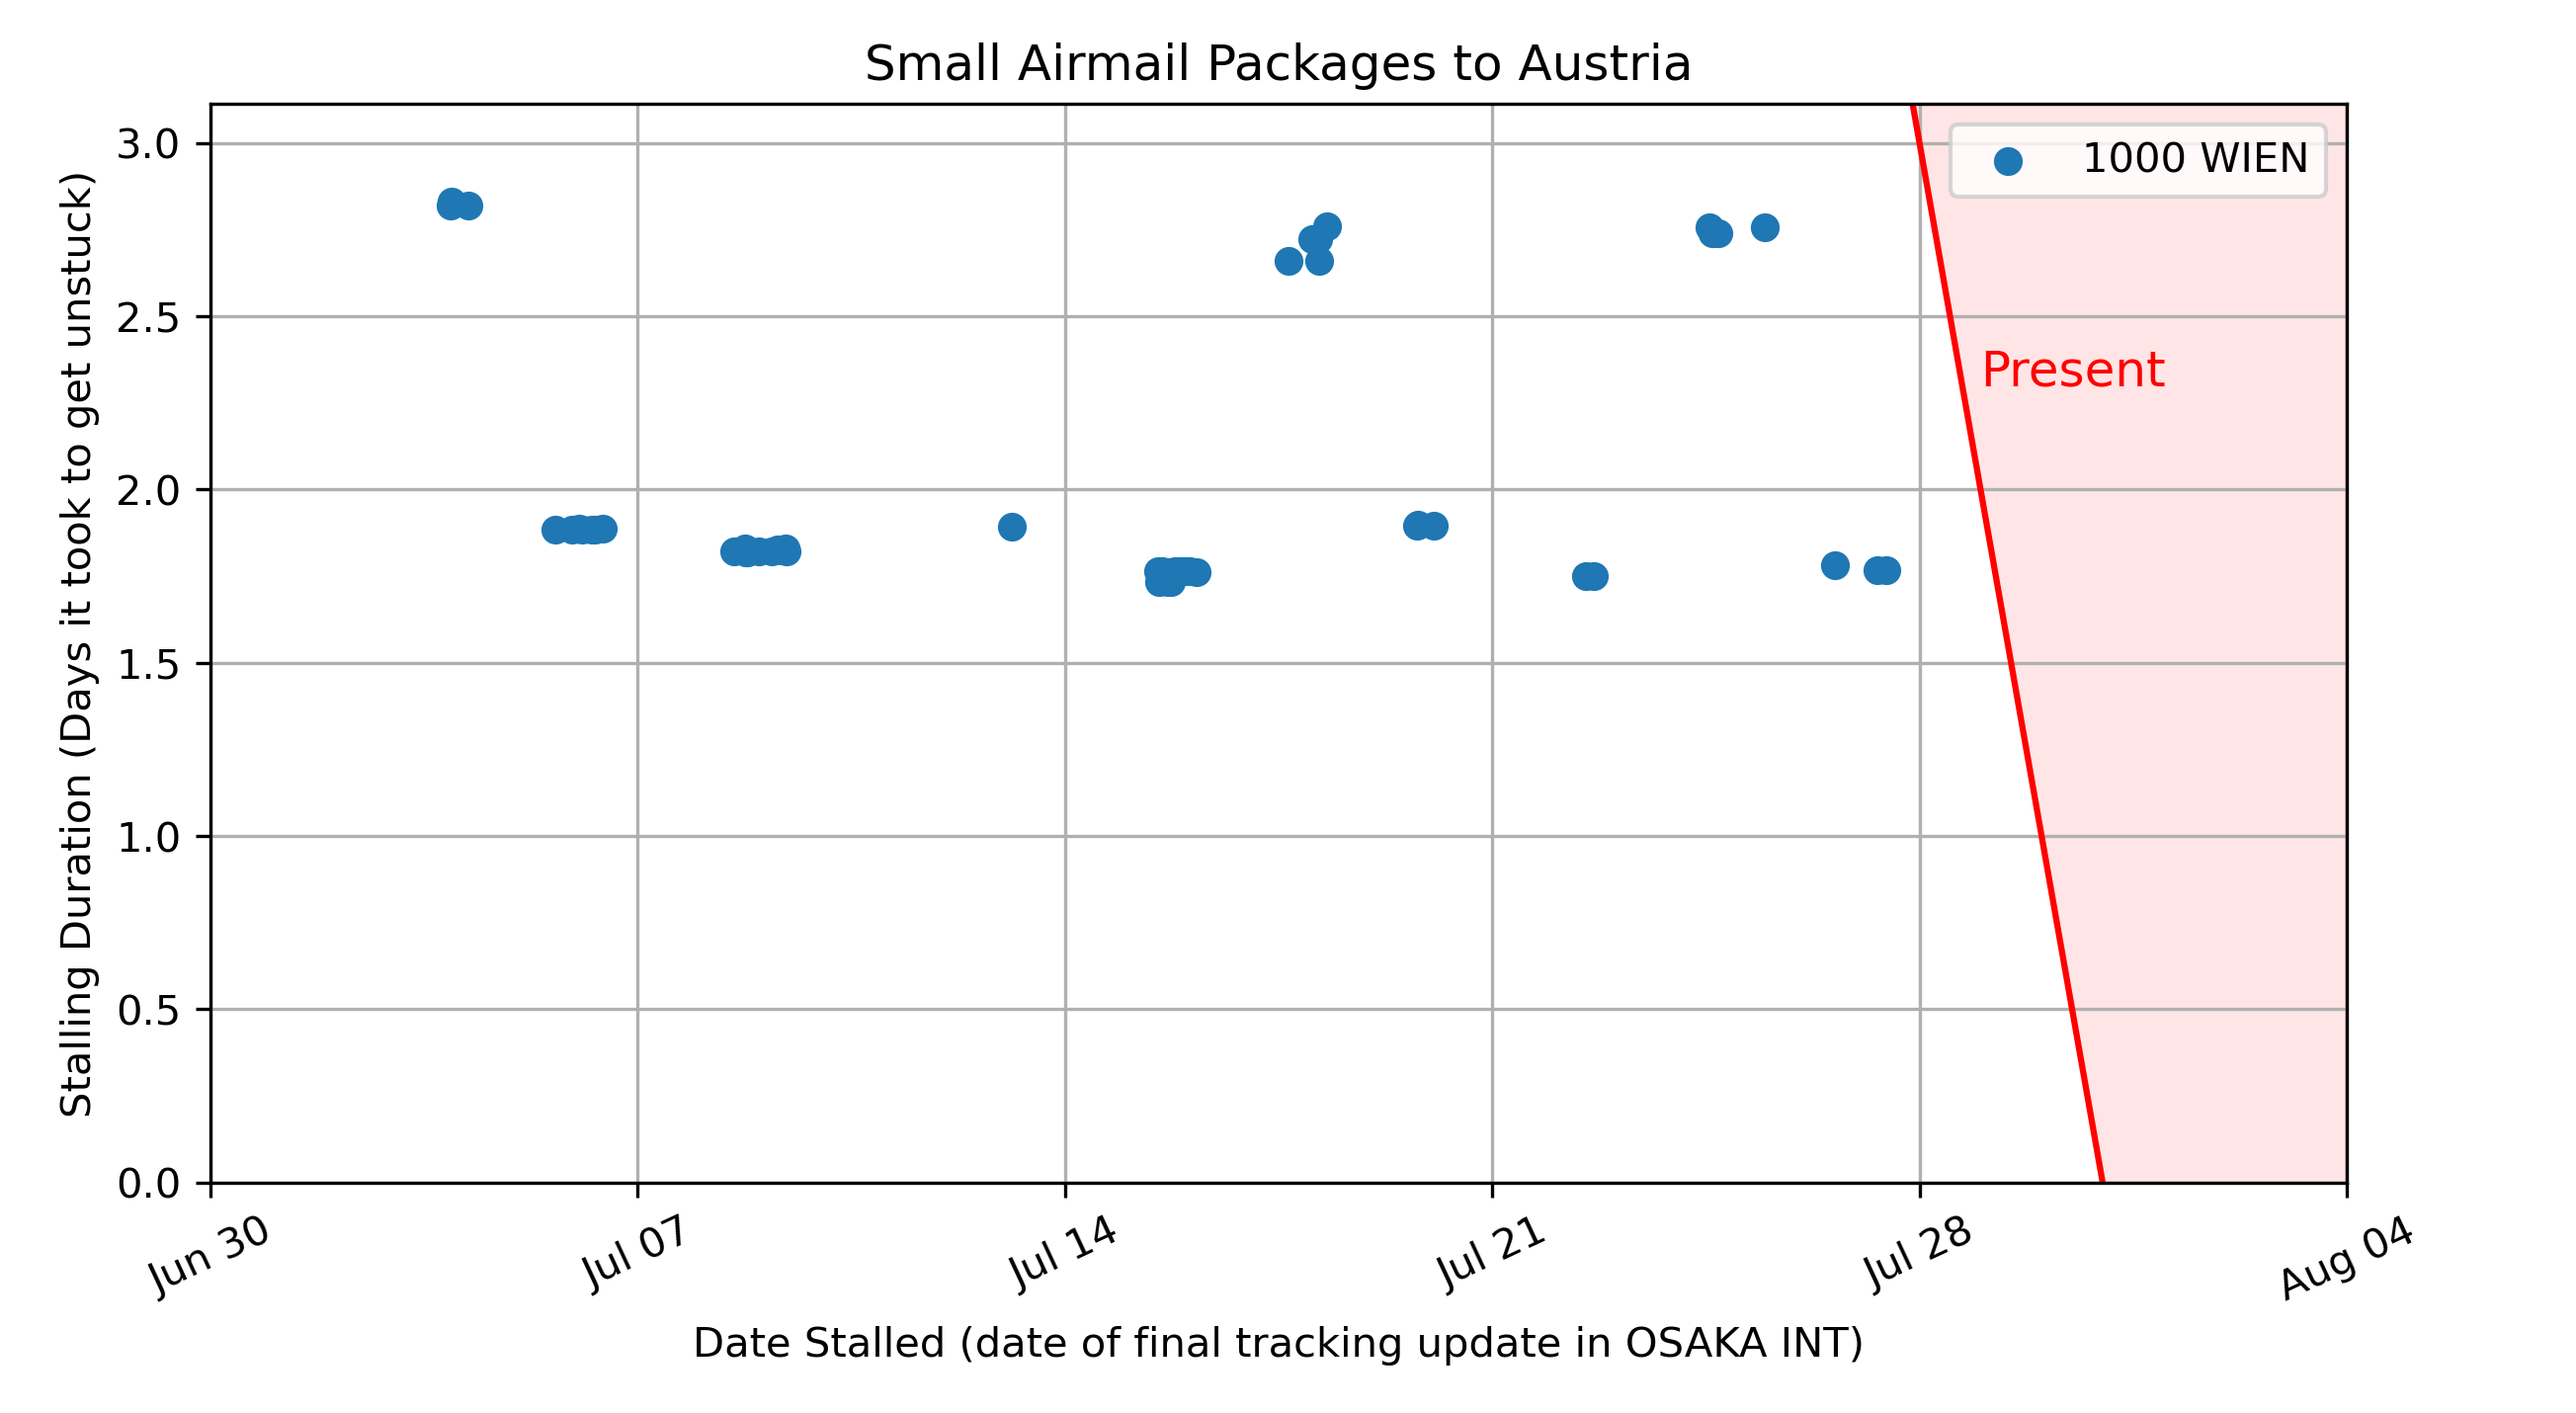 Small Airmail Packages to Austria
Stalling Duration (Days it took to get unstuck)
3.0
2.5
2.0
1.5
1.0
0.5
0.0
1000 WIEN
Present
Jun 30
Jul 07
Jul 14
Jul 21
Jul 28
Aug 04
Date Stalled (date of final tracking update in OSAKA INT)